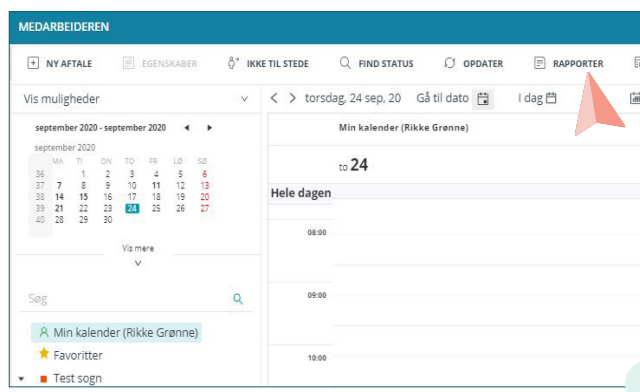 MEDARBEIDEREN
NY AFTALE EGENSKABER IKKE TIL STEDE FIND STATUS OPDATER RAPPORTER
Vis muligheder
torsdag, 24 sep, 20 Gå til dato I dag
september 2020 - september 2020
september 2020
MA TI ON TO FR LØ SØ
36 1 2 3 4 5 6
37 7 8 9 10 11 12 13
38 14 15 16 17 18 19 20
39 21 22 23 24 25 26 27
40 28 29 30
Vis mere
Søg
Min kalender (Rikke Grønne)
Favoritter
Test sogn
Min kalender (Rikke Grønne)
to 24
Hele dagen
08:00
09:00
10:00